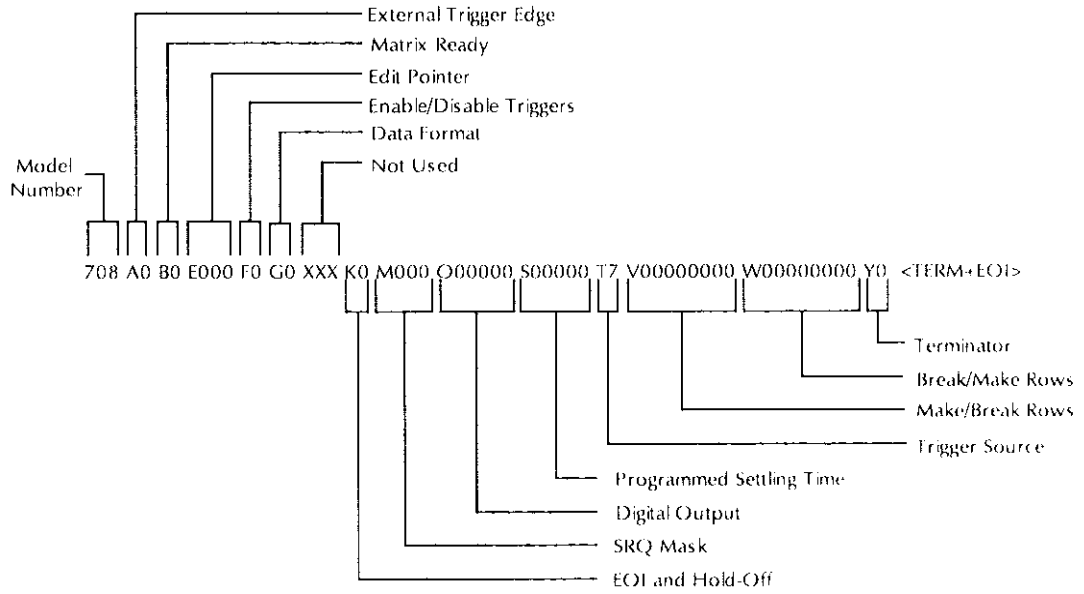 External Trigger Edge
Matrix Ready
Edit Pointer
Enable/Disable Triggers
Data Format
Not Used
Model
Number
708 A0 B0 E000 F0 G0 XXX K0 M000 O00000 S00000 T7 V00000000 W00000000 Y0 <TERM+EOI>
Terminator
Break/Make Rows
Make/Break Rows
Trigger Source
Programmed Settling Time
Digital Output
SRQ Mask
EOI and Hold-Off